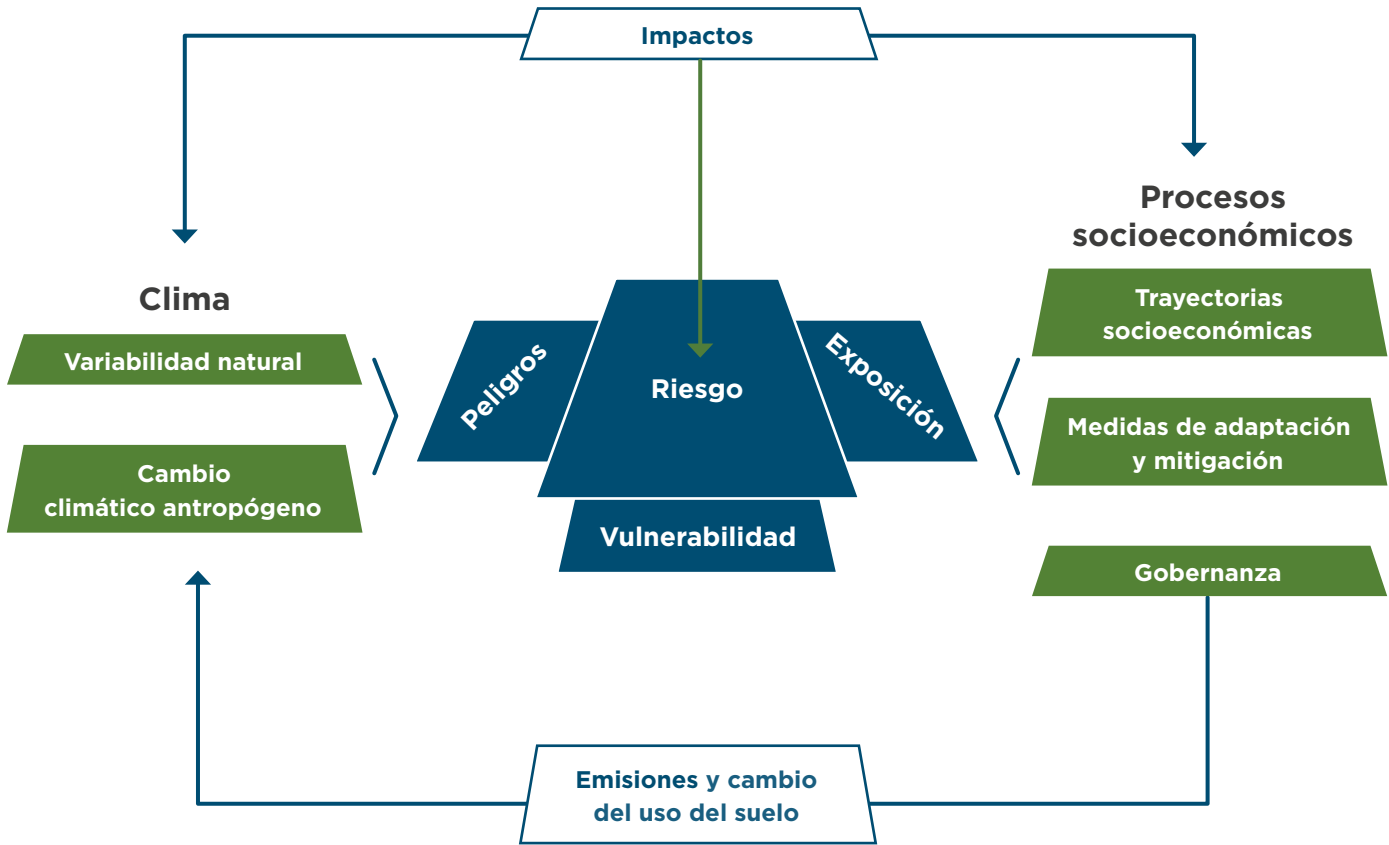 Impactos
Clima
Variabilidad natural
Cambio
climático antropógeno
Peligros
Riesgo
Exposición
Vulnerabilidad
Procesos
socioeconómicos
Trayectorias
socioeconómicas
Medidas de adaptación
y mitigación
Gobernanza
Emisiones y cambio
del uso del suelo